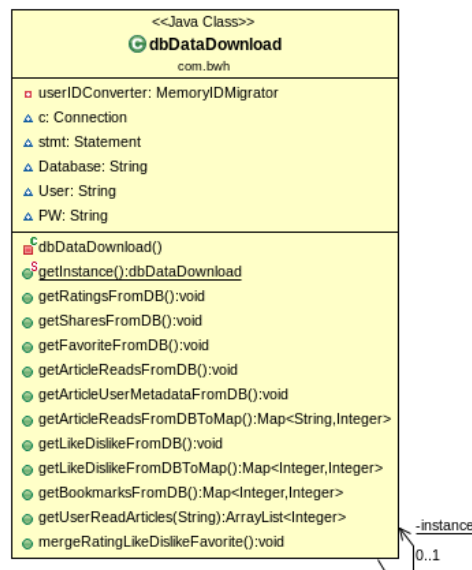 <<Java Class>>
C dbDataDownload
com.bwh
userIDConverter: MemoryIDMigrator
c: Connection
stmt: Statement
Database: String
User: String
PW: String
C dbDataDownload()
S getInstance():dbDataDownload
getRatingsFromDB():void
getSharesFromDB():void
getFavoriteFromDB():void
getArticleReadsFromDB():void
getArticleUserMetadataFromDB():void
getArticleReadsFromDBToMap():Map<String,Integer>
getLikeDislikeFromDB():void
getLikeDislikeFromDBToMap():Map<Integer,Integer>
getBookmarksFromDB():Map<Integer,Integer>
getUserReadArticles(String):ArrayList<Integer>
mergeRatingLikeDislikeFavorite():void
-instance
0..1